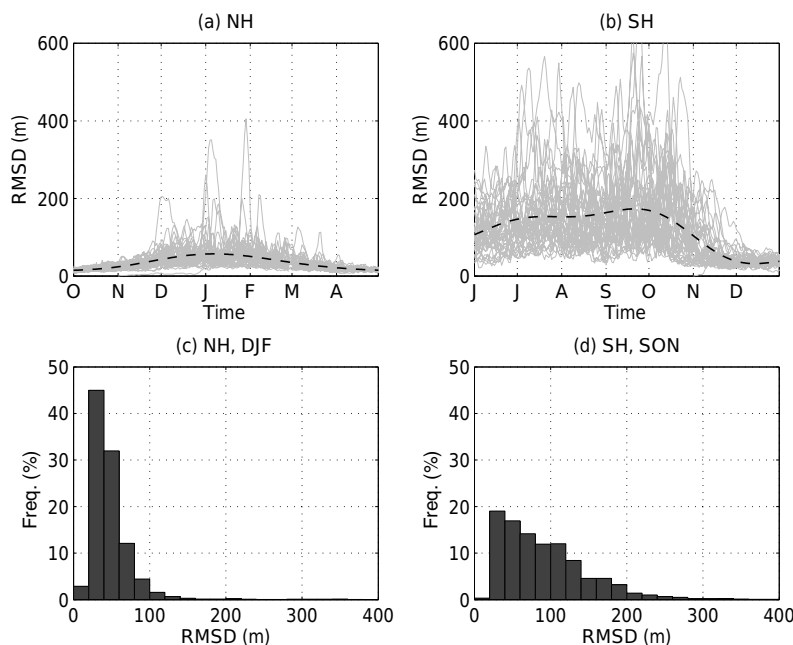 (a) NH
(b) SH
600
400
200
0
RMSD (m)
O N D J F M A
Time
600
400
200
0
RMSD (m)
J J A S O N D
Time
(c) NH, DJF
(d) SH, SON
50
40
30
20
10
0
Freq. (%)
0 100 200 300 400
RMSD (m)
50
40
30
20
10
0
Freq. (%)
0 100 200 300 400
RMSD (m)